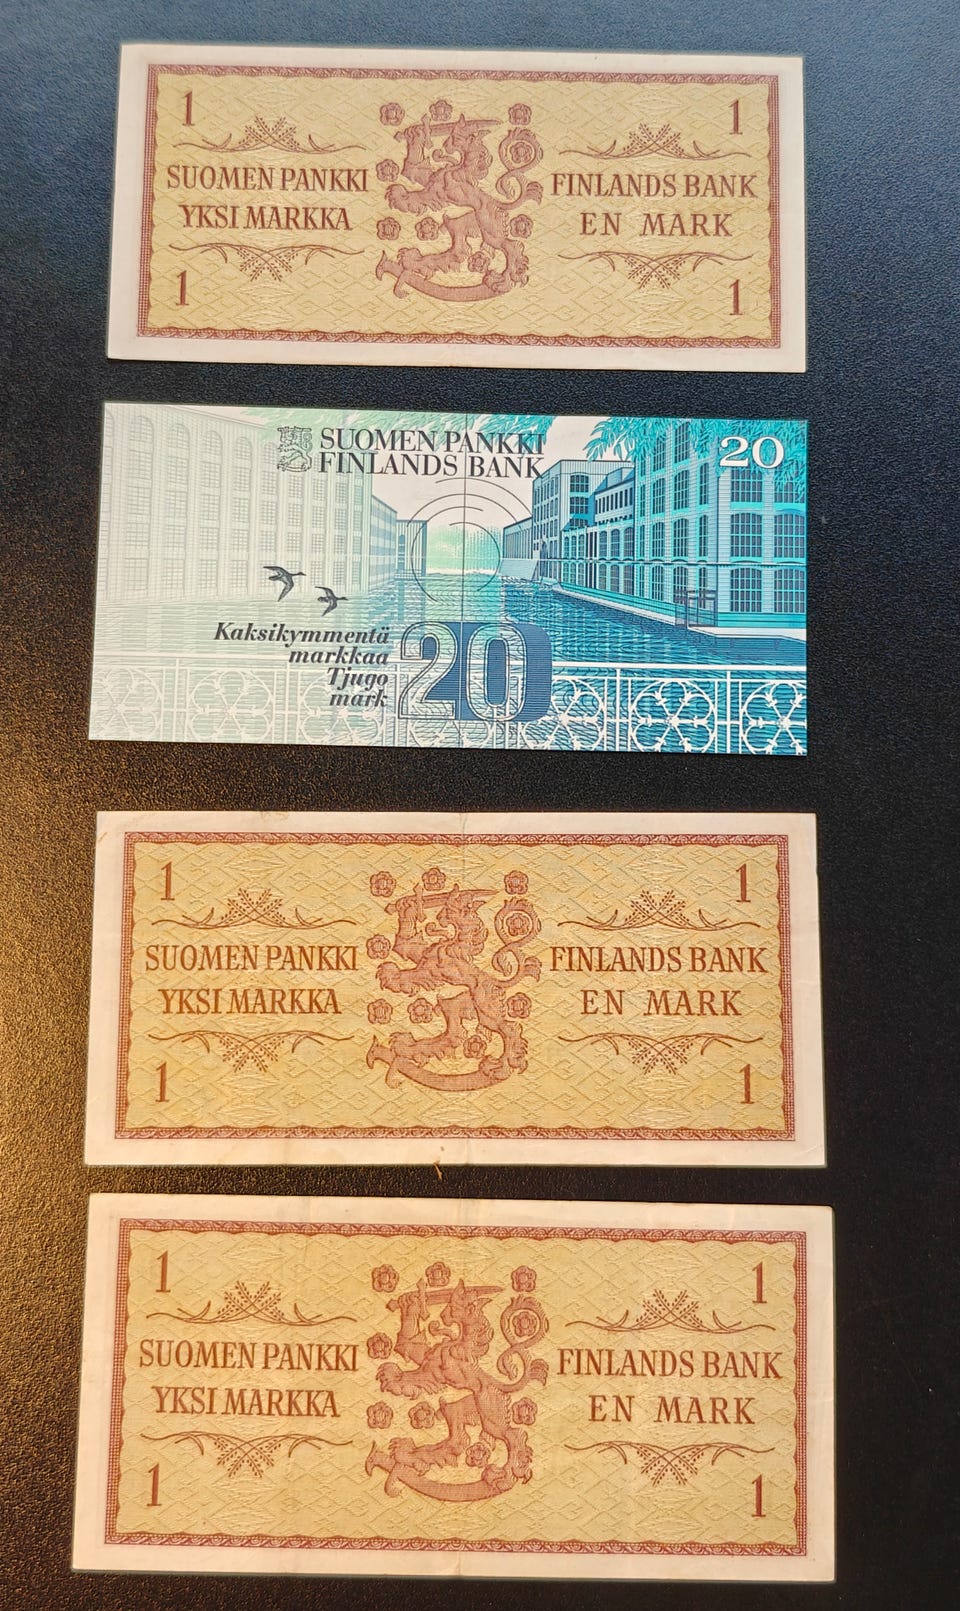 1 1
SUOMEN PANKKI FINLANDS BANK
YKSI MARKKA EN MARK
1 1
SUOMEN PANKKI
FINLANDS BANK
20
Kaksikymmentä
markkaa
Tjugo
mark
20
1 1
SUOMEN PANKKI FINLANDS BANK
YKSI MARKKA EN MARK
1 1
1 1
SUOMEN PANKKI FINLANDS BANK
YKSI MARKKA EN MARK
1 1